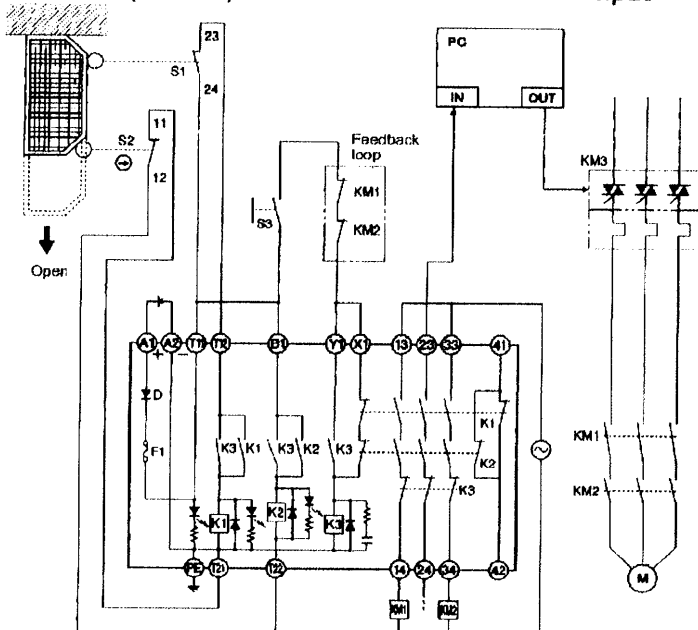 23
PC
S1
IN OUT
24
11
Feedback
loop
S2
KM3
12
KM1
S3
KM2
Open
A1 A2 T11 T12 B1 Y1 X1 13 23 33 41
+ −
D
K1
F1
K3 K1 K3 K2 K3
K2
KM1
K3
KM2
K1 K2 K3
PE T21 T22 14 24 34 42
M
KM1 KM2